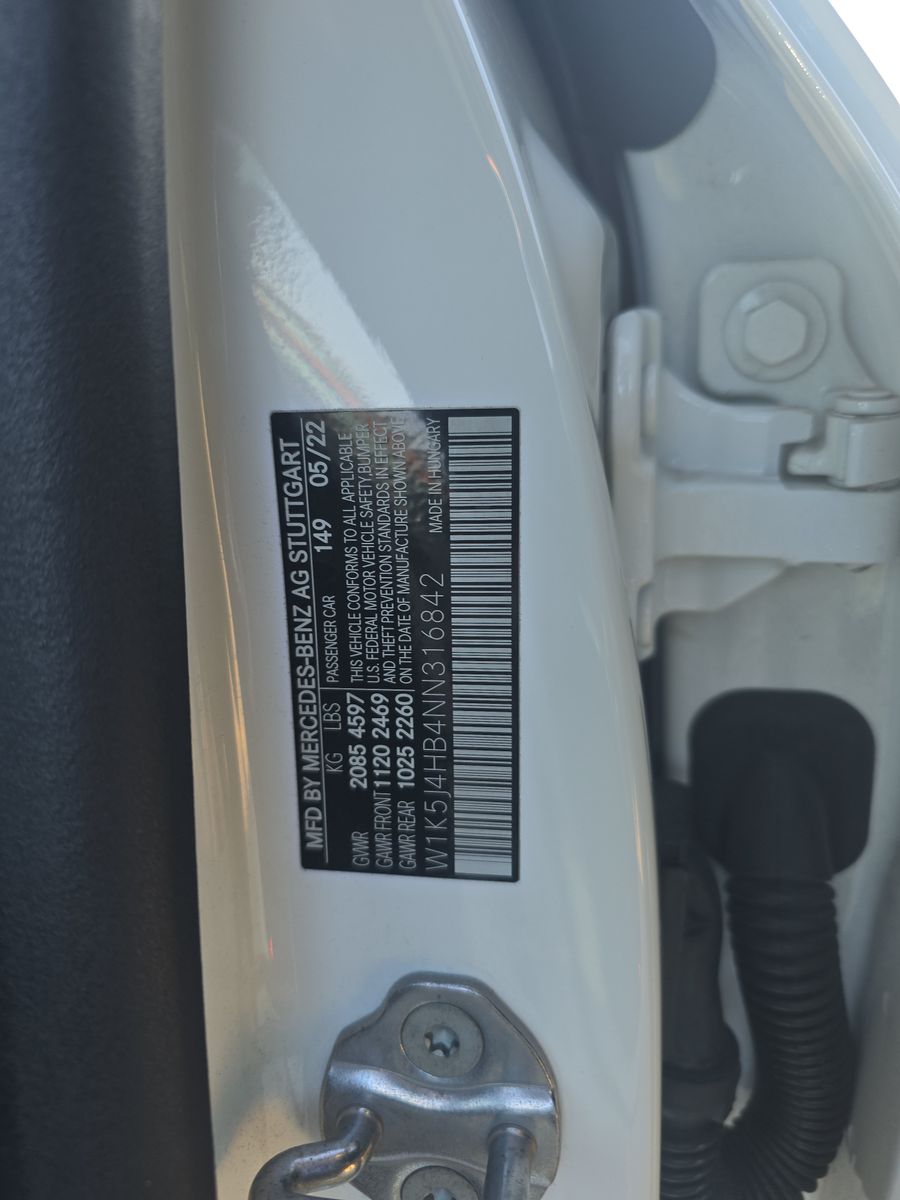 MFD BY MERCEDES-BENZ AG STUTTGART
KG LBS 149 05/22
PASSENGER CAR
GVWR 2085 4597 THIS VEHICLE CONFORMS TO ALL APPLICABLE
GAWR FRONT 1120 2469 U.S. FEDERAL MOTOR VEHICLE SAFETY,BUMPER
AND THEFT PREVENTION STANDARDS IN EFFECT
GAWR REAR 1025 2260 ON THE DATE OF MANUFACTURE SHOWN ABOVE
W1K5J4HB4NN316842 MADE IN HUNGARY